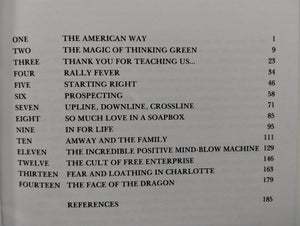 ONE THE AMERICAN WAY 1
TWO THE MAGIC OF THINKING GREEN 9
THREE THANK YOU FOR TEACHING US... 23
FOUR RALLY FEVER 34
FIVE STARTING RIGHT 46
SIX PROSPECTING 58
SEVEN UPLINE, DOWNLINE, CROSSLINE 71
EIGHT SO MUCH LOVE IN A SOAPBOX 81
NINE IN FOR LIFE 95
TEN AMWAY AND THE FAMILY 111
ELEVEN THE INCREDIBLE POSITIVE MIND-BLOW MACHINE 129
TWELVE THE CULT OF FREE ENTERPRISE 146
THIRTEEN FEAR AND LOATHING IN CHARLOTTE 163
FOURTEEN THE FACE OF THE DRAGON 179
REFERENCES 185